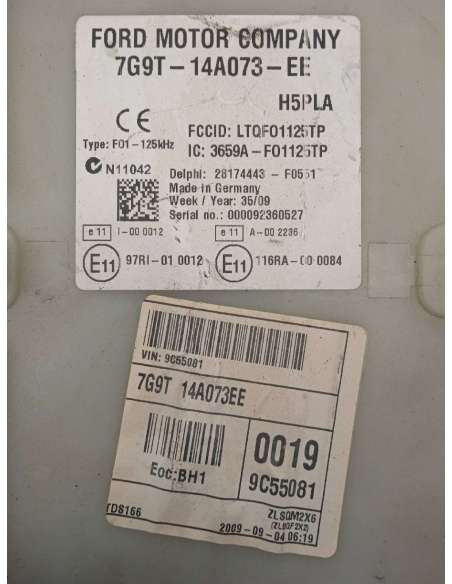 FORD MOTOR COMPANY
7G9T-14A073-EE
H5PLA
CE
FCCID: LTQFO1125TP
Type: F01-125kHz
IC: 3659A-FO1125TP
N11042
Delphi: 28174443-F0551
Made in Germany
Week / Year: 35/09
Serial no.: 000092360527
e 11 I-00 0012
e 11 A-00 2236
E11 97RI-01 0012
E11 116RA-00 0084
VIN: 9C55081
7G9T 14A073EE
0019
Eoc:BH1
9C55081
TDS166
ZLSQM2X6
2009-09-04 06:19